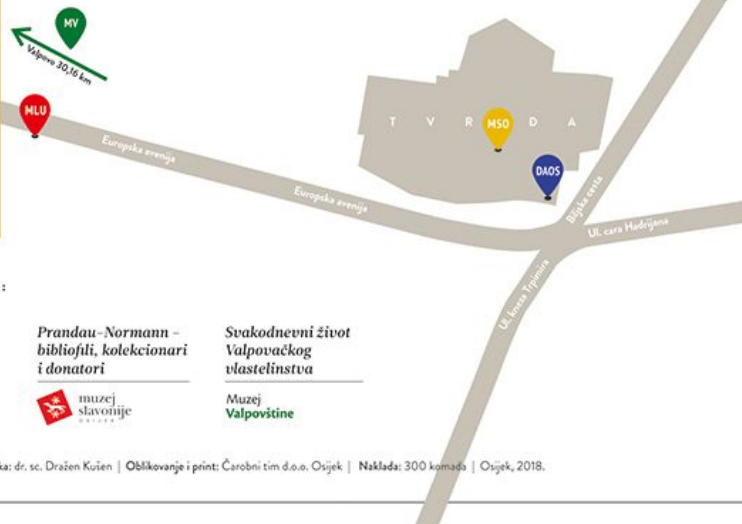 MV
Valpovo 30,16 km
MLU
Europska avenija
T V R Đ A
MSO
DAOS
Europska avenija
Biljska cesta
Ul. cara Hadrijana
Ul. kneza Trpimira
:
Prandau-Normann –
bibliofili, kolekcionari
i donatori
muzej
slavonije
OSIJEK
Svakodnevni život
Valpovačkog
vlastelinstva
Muzej
Valpovštine
dr. sc. Dražen Kušen | Oblikovanje i print: Čarobni tim d.o.o. Osijek | Naklada: 300 komada | Osijek, 2018.